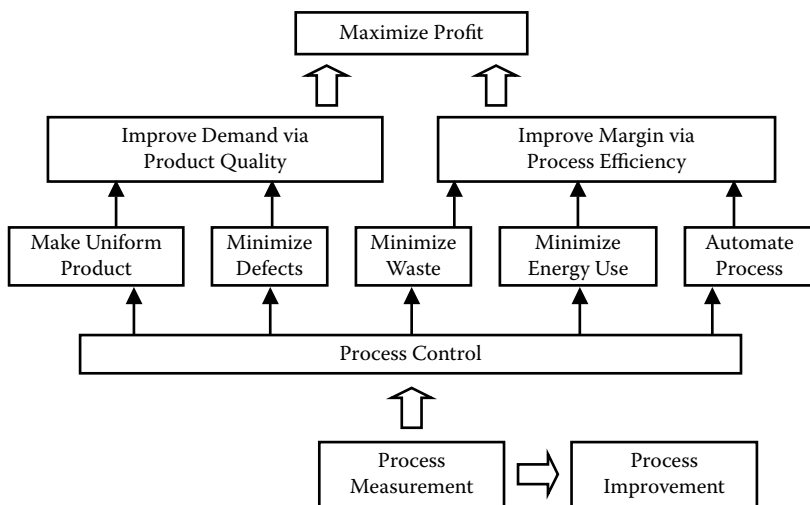 Maximize Profit
Improve Demand via
Product Quality
Improve Margin via
Process Efficiency
Make Uniform
Product
Minimize
Defects
Minimize
Waste
Minimize
Energy Use
Automate
Process
Process Control
Process
Measurement
Process
Improvement